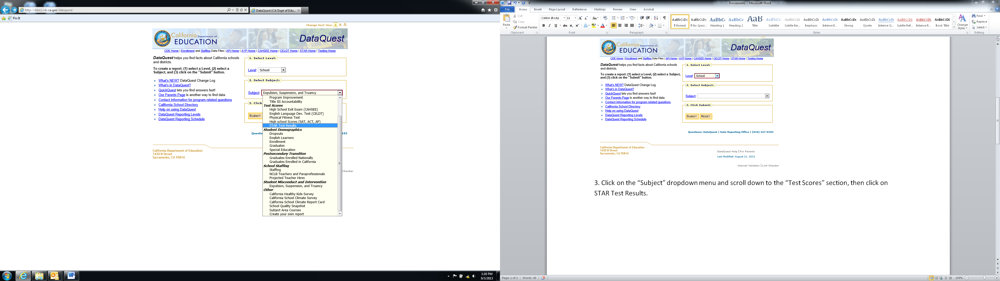 http://data1.cde.ca.gov/dataquest/
DataQuest (CA Dept of Edu...
Pin It
Change Text Size: A A A
California Department of
EDUCATION
DataQuest
CDE Home | Enrollment and Staffing Data Files | API Home | AYP Home | CAHSEE Home | CELDT Home | STAR Home | Testing Home
DataQuest helps you find facts about California schools
and districts.
To create a report: (1) select a Level, (2) select a
Subject, and (3) click on the "Submit" button.
What's NEW? DataQuest Change Log
What's in DataQuest?
QuickQuest lets you find answers fast!
Our Parents Page is another way to find data.
Contact information for program related questions
California School Directory
Help on using DataQuest
DataQuest Reporting Levels
DataQuest Reporting Schedule
1. Select Level:
Level: School
2. Select Subject:
Subject: Expulsion, Suspension, and Truancy
3. Click
SUBMIT
Program Improvement
Title III Accountability
Test Scores
High School Exit Exam (CAHSEE)
English Language Dev. Test (CELDT)
Physical Fitness Test
High school Scores (SAT, ACT, AP)
STAR Test Results
Student Demographics
Dropouts
English Learners
Enrollment
Graduates
Special Education
Postsecondary Transition
Graduates Enrolled Nationally
Graduates Enrolled in California
School Staffing
Staffing
NCLB Teachers and Paraprofessionals
Projected Teacher Hires
Student Misconduct and Intervention
Expulsion, Suspension, and Truancy
Other
California Healthy Kids Survey
California School Climate Survey
California School Climate Report Card
School Quality Snapshot
Subject Area Courses
Create your own report
Questio
193
California Department of Education
1430 N Street
Sacramento, CA 95814
Checker
1:18 PM
9/3/2013
Document1 - Microsoft Word
File Home Insert Page Layout References Mailings Review View Acrobat
Paste
Cut
Copy
Format Painter
Clipboard
Calibri (Body) 11
Font
Paragraph
AaBbCcDc AaBbCcDc AaBbC AaBbCc AaB AaBbCc. AaBbCcDc AaBbCcDc AaBbCcDc AaBbCcDc AaBbCcDc AaBbCcDc AABBCCDC AABBCCDC AABBCCDC
¶ Normal ¶ No Spaci... Heading 1 Heading 2 Title Subtitle Subtle Em... Emphasis Intense E... Strong Quote Intense Q... Subtle Ref... Intense R... Book Title
Styles
Change
Styles
Find
Replace
Select
Editing
California Department of
EDUCATION
DataQuest
CDE Home | Enrollment and Staffing Data Files | API Home | AYP Home | CAHSEE Home | CELDT Home | STAR Home | Testing Home
DataQuest helps you find facts about California schools
and districts.
To create a report: (1) select a Level, (2) select a Subject,
and (3) click on the "Submit" button.
What's NEW? DataQuest Change Log
What's in DataQuest?
QuickQuest lets you find answers fast!
Our Parents Page is another way to find data.
Contact information for program related questions
California School Directory
Help on using DataQuest
DataQuest Reporting Levels
DataQuest Reporting Schedule
1. Select Level:
Level: School
2. Select Subject:
Subject:
3. Click Submit:
SUBMIT RESET
Questions: DataQuest | Data Reporting Office | (916) 327-0193
California Department of Education
1430 N Street
Sacramento, CA 95814
DataQuest Help | For Parents
Last Modified: August 21, 2013
Internal Validator | Link Checker
3. Click on the “Subject” dropdown menu and scroll down to the “Test Scores” section, then click on
STAR Test Results.
Page: 1 of 2 Words: 43
190%